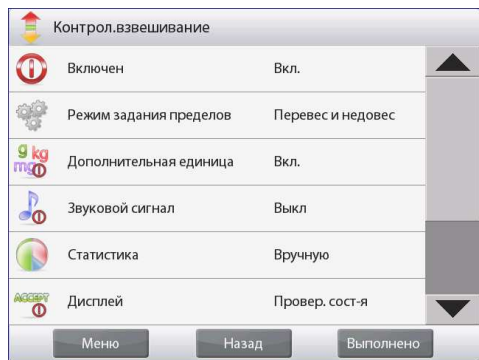 Контрол.взвешивание
Включен Вкл.
Режим задания пределов Перевес и недовес
g kg mg Дополнительная единица Вкл.
Звуковой сигнал Выкл
Статистика Вручную
ACCEPT Дисплей Провер. сост-я
Меню Назад Выполнено